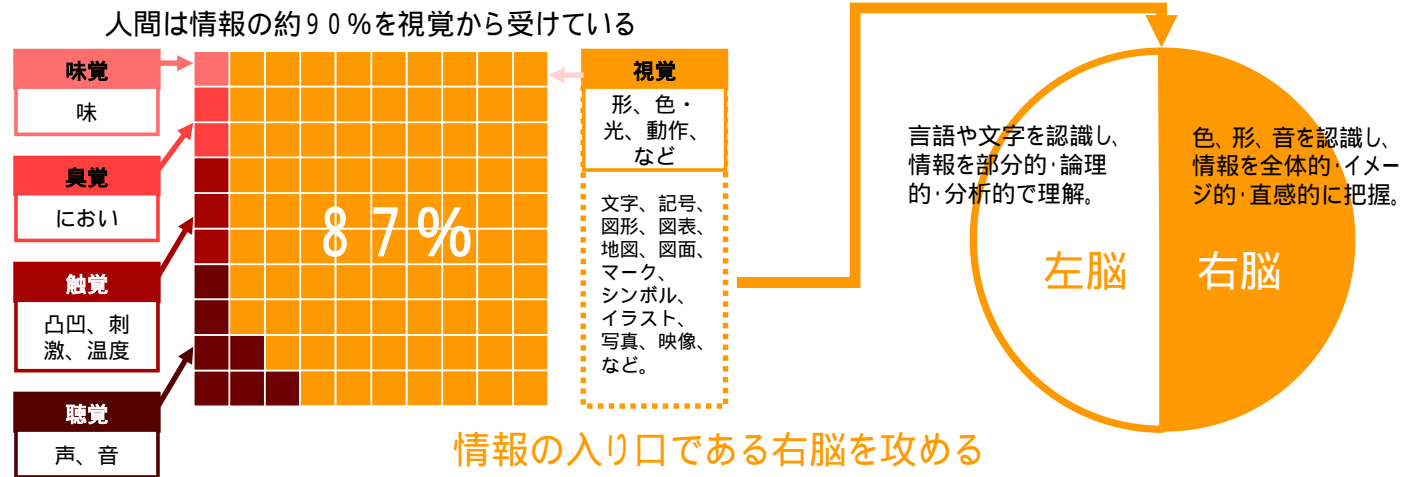 人間は情報の約90%を視覚から受けている
味覚
味
臭覚
におい
触覚
凸凹、刺
激、温度
聴覚
声、音
87%
視覚
形、色・
光、動作、
など
文字、記号、
図形、図表、
地図、図面、
マーク、
シンボル、
イラスト、
写真、映像、
など。
言語や文字を認識し、
情報を部分的・論理
的・分析的で理解。
左脳
色、形、音を認識し、
情報を全体的・イメー
ジ的・直感的に把握。
右脳
情報の入り口である右脳を攻める